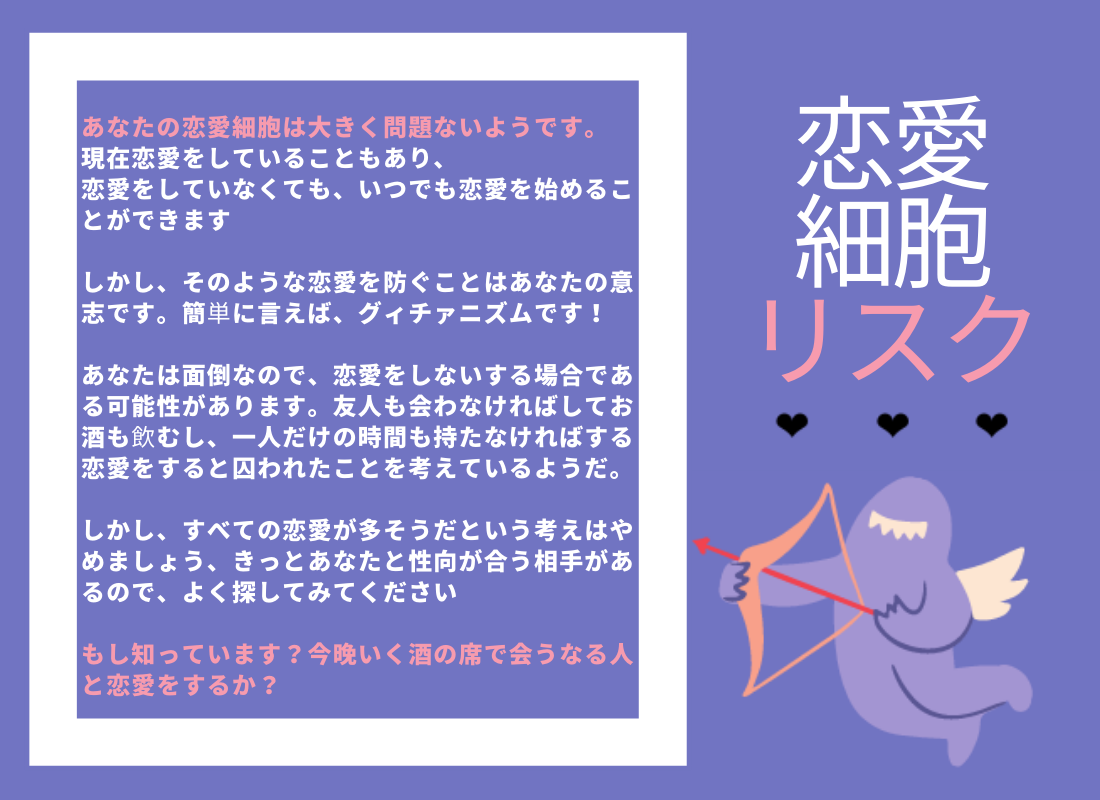 あなたの恋愛細胞は大きく問題ないようです。
現在恋愛をしていることもあり、
恋愛をしていなくても、いつでも恋愛を始めるこ
とができます
しかし、そのような恋愛を防ぐことはあなたの意
志です。簡単に言えば、グィチァニズムです！
あなたは面倒なので、恋愛をしないする場合であ
る可能性があります。友人も会わなければしてお
酒も飮むし、一人だけの時間も持たなければする
恋愛をすると囚われたことを考えているようだ。
しかし、すべての恋愛が多そうだという考えはや
めましょう、きっとあなたと性向が合う相手があ
るので、よく探してみてください
もし知っています？今晩いく酒の席で会うなる人
と恋愛をするか？
恋愛
細胞
リスク